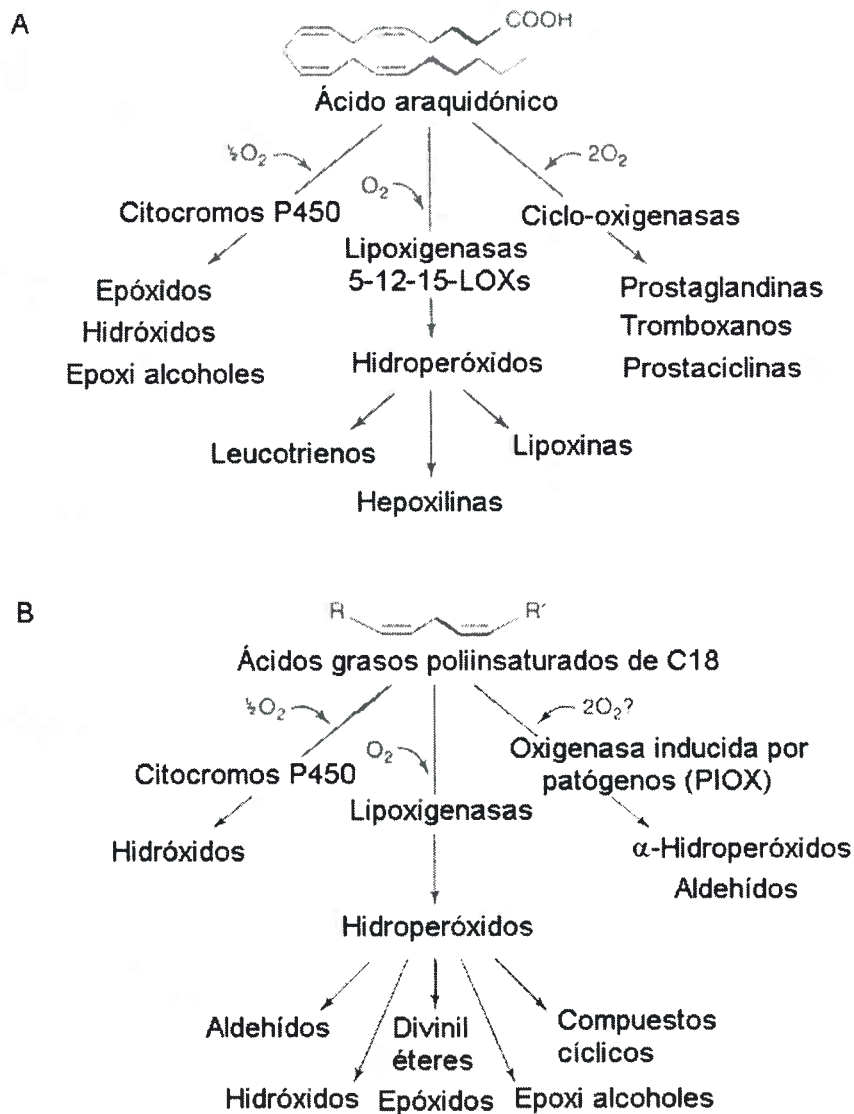 A
COOH
Ácido araquidónico
½O₂
O₂
2O₂
Citocromos P450
Ciclo-oxigenasas
Lipoxigenasas
5-12-15-LOXs
Epóxidos
Hidróxidos
Epoxi alcoholes
Prostaglandinas
Tromboxanos
Prostaciclinas
Hidroperóxidos
Leucotrienos
Lipoxinas
Hepoxilinas
B
R
R'
Ácidos grasos poliinsaturados de C18
½O₂
O₂
2O₂?
Citocromos P450
Oxigenasa inducida por
patógenos (PIOX)
Lipoxigenasas
Hidróxidos
α-Hidroperóxidos
Aldehídos
Hidroperóxidos
Aldehídos
Divinil
éteres
Compuestos
cíclicos
Hidróxidos
Epóxidos
Epoxi alcoholes